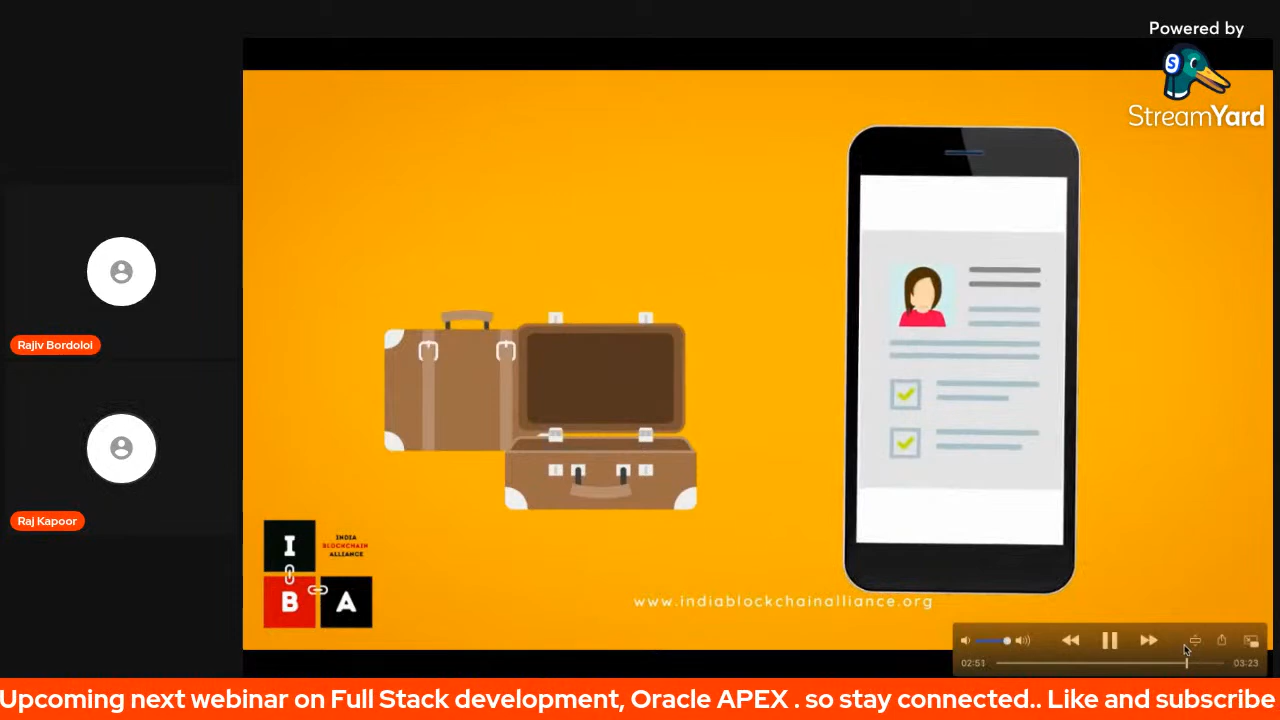 Powered by
S
StreamYard
Rajiv Bordoloi
Raj Kapoor
I
INDIA
BLOCKCHAIN
ALLIANCE
B
A
www.indiablockchainalliance.org
02:51
03:23
Upcoming next webinar on Full Stack development, Oracle APEX . so stay connected.. Like and subscribe